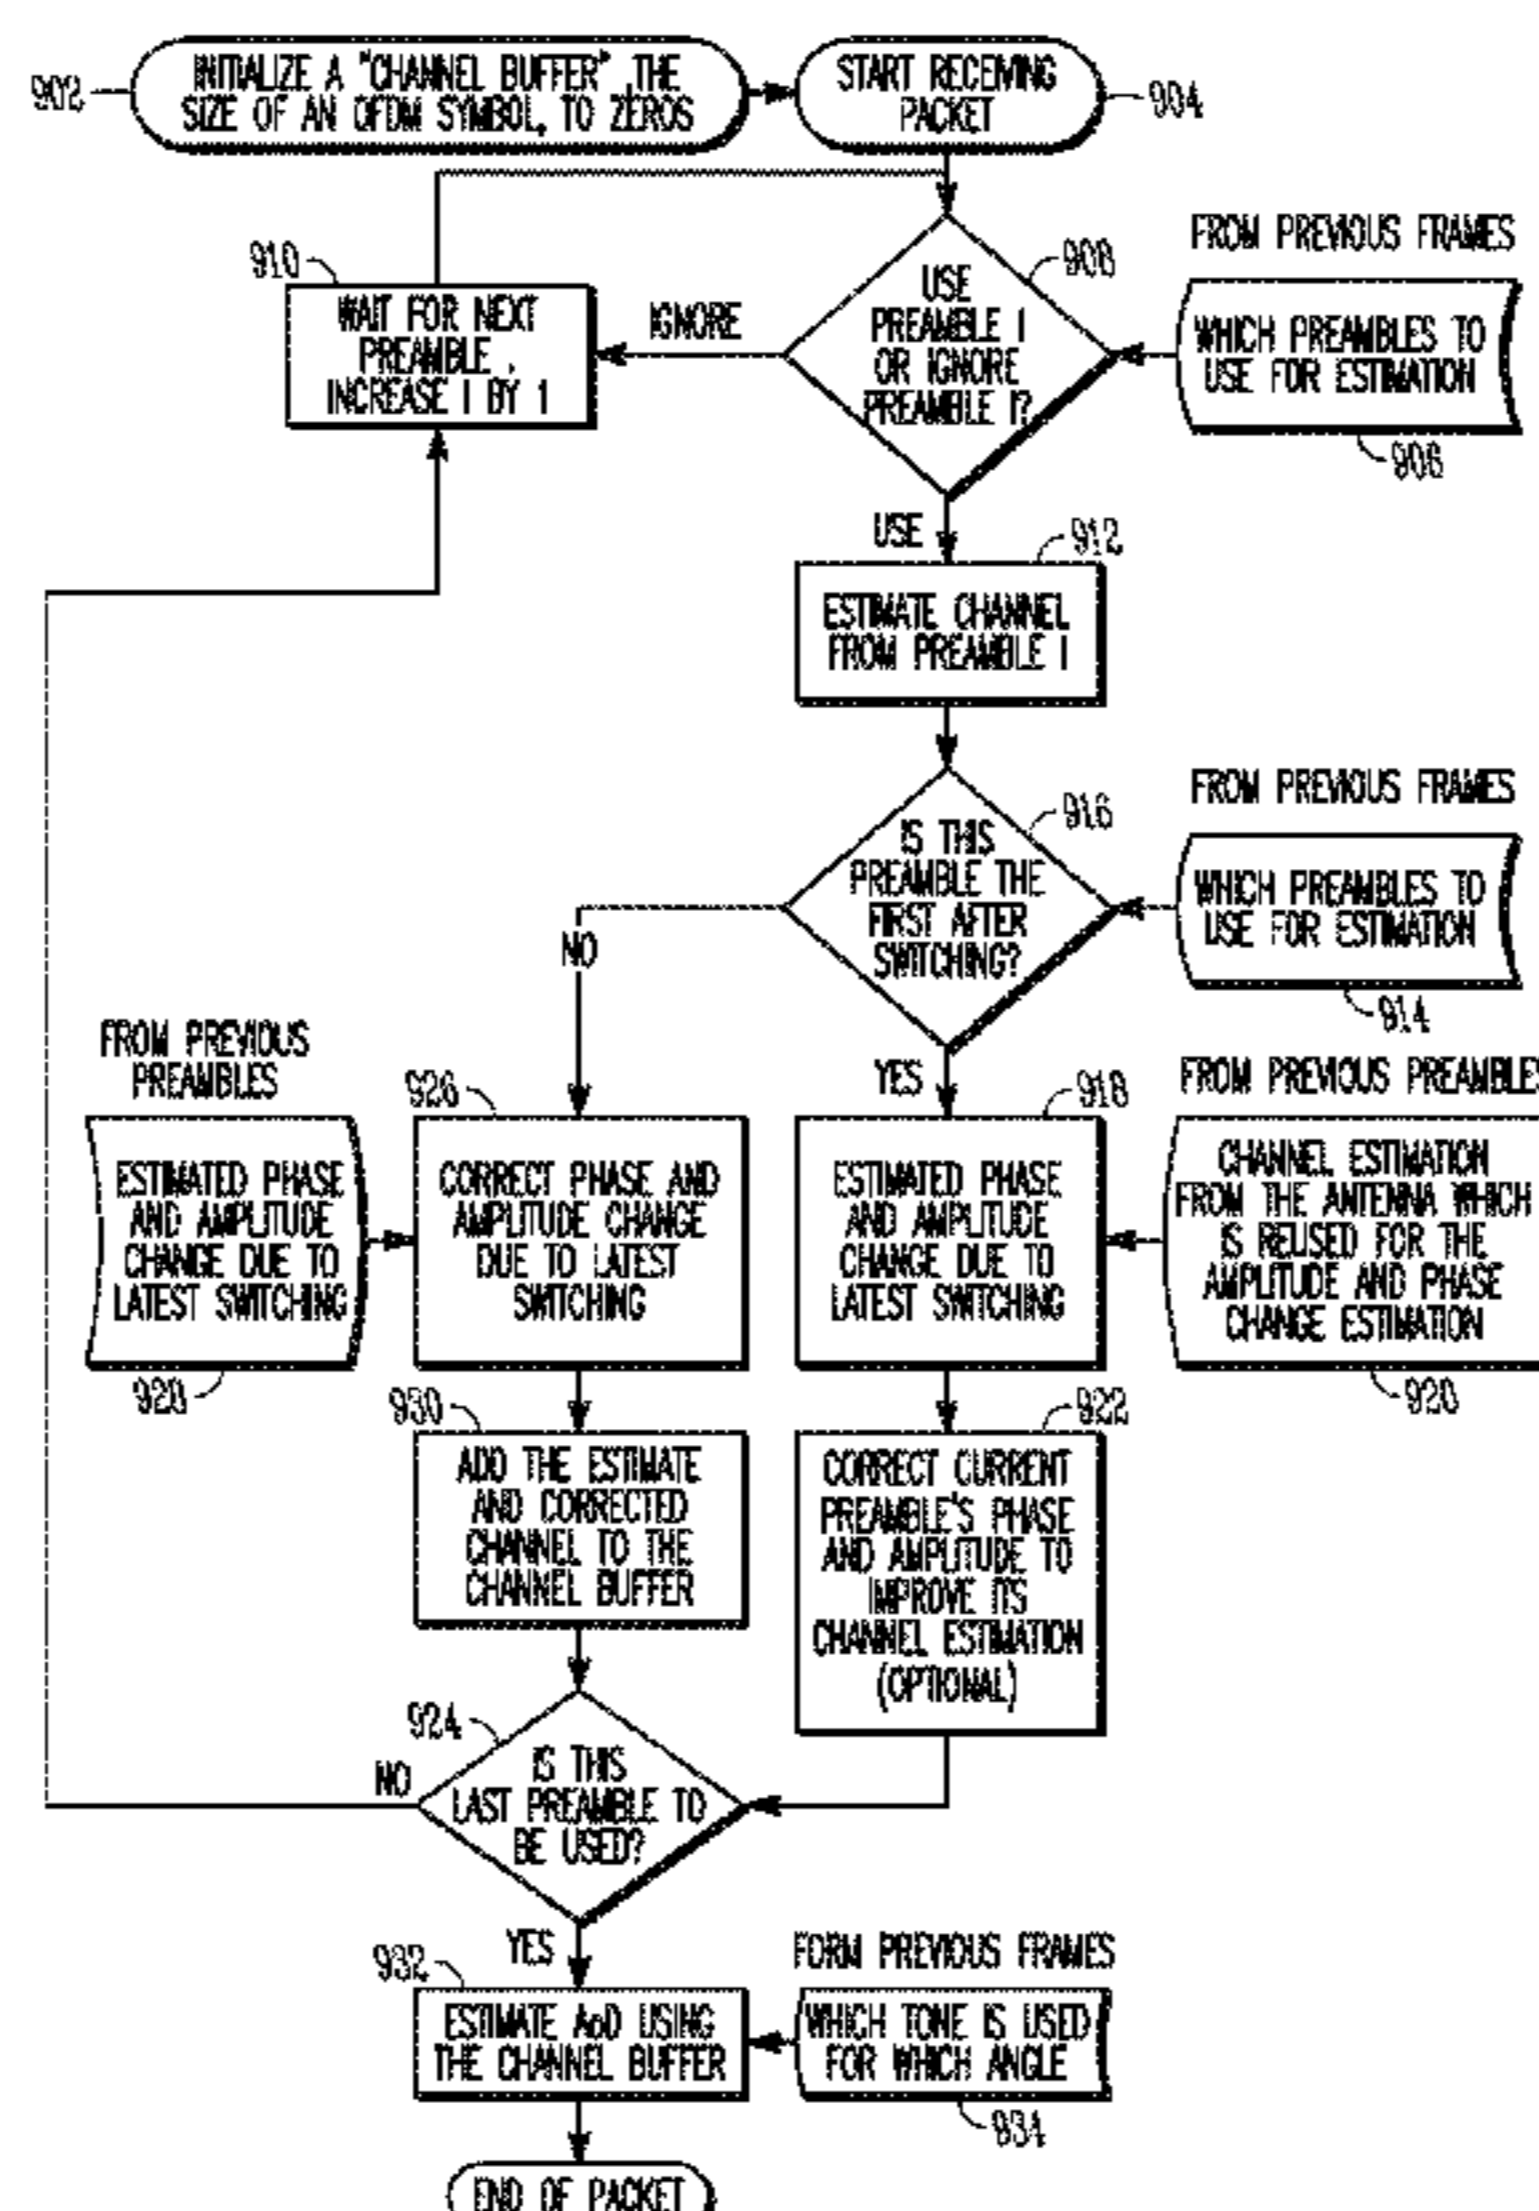 902
INITIALIZE A "CHANNEL BUFFER", THE
SIZE OF AN OFDM SYMBOL, TO ZEROS
START RECEIVING
PACKET
904
910
WAIT FOR NEXT
PREAMBLE ,
INCREASE I BY 1
IGNORE
USE
PREAMBLE I
OR IGNORE
PREAMBLE I?
908
FROM PREVIOUS FRAMES
WHICH PREAMBLES TO
USE FOR ESTIMATION
906
USE
912
ESTIMATE CHANNEL
FROM PREAMBLE I
IS THIS
PREAMBLE THE
FIRST AFTER
SWITCHING?
916
FROM PREVIOUS FRAMES
WHICH PREAMBLES TO
USE FOR ESTIMATION
914
NO
YES
FROM PREVIOUS
PREAMBLES
ESTIMATED PHASE
AND AMPLITUDE
CHANGE DUE TO
LATEST SWITCHING
928
926
CORRECT PHASE AND
AMPLITUDE CHANGE
DUE TO LATEST
SWITCHING
918
ESTIMATED PHASE
AND AMPLITUDE
CHANGE DUE TO
LATEST SWITCHING
FROM PREVIOUS PREAMBLES
CHANNEL ESTIMATION
FROM THE ANTENNA WHICH
IS REUSED FOR THE
AMPLITUDE AND PHASE
CHANGE ESTIMATION
920
930
ADD THE ESTIMATE
AND CORRECTED
CHANNEL TO THE
CHANNEL BUFFER
922
CORRECT CURRENT
PREAMBLE'S PHASE
AND AMPLITUDE TO
IMPROVE ITS
CHANNEL ESTIMATION
(OPTIONAL)
924
IS THIS
LAST PREAMBLE TO
BE USED?
NO
YES
932
ESTIMATE AoD USING
THE CHANNEL BUFFER
FORM PREVIOUS FRAMES
WHICH TONE IS USED
FOR WHICH ANGLE
934
END OF PACKET